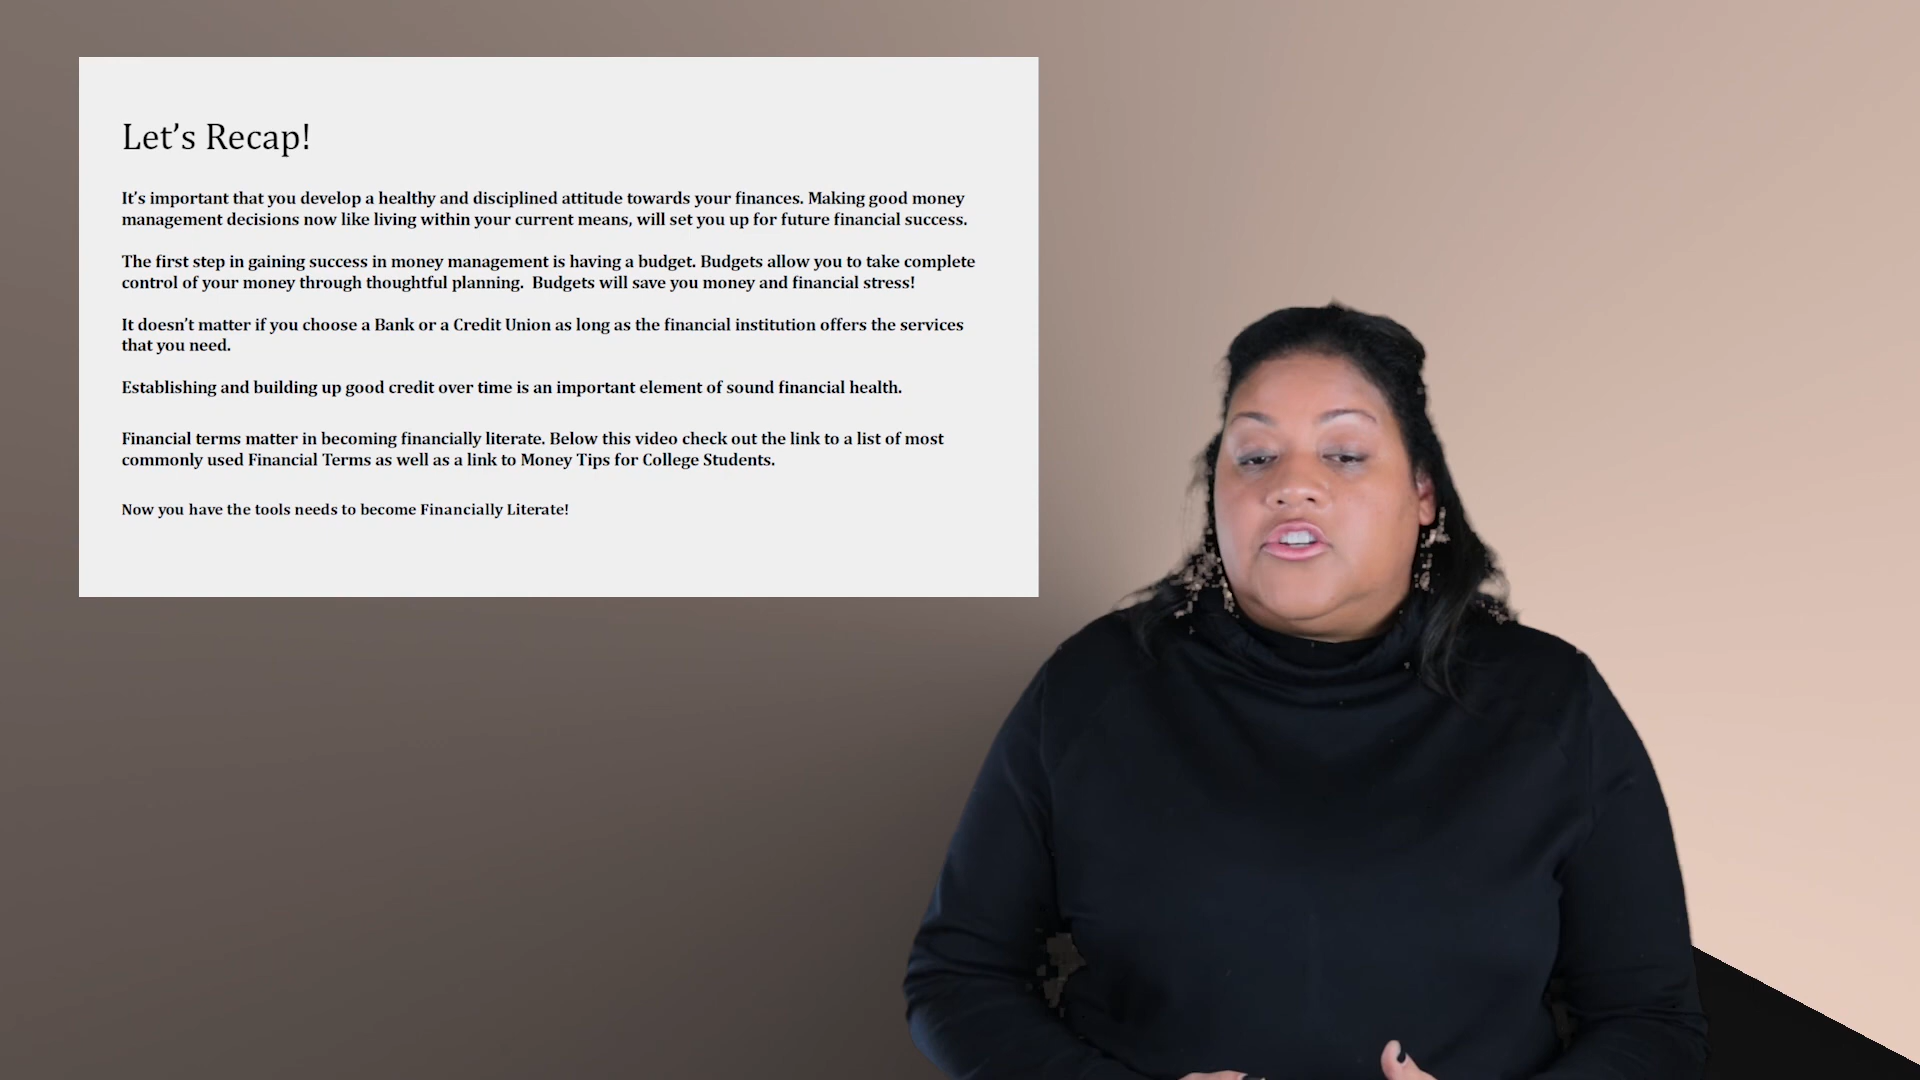 Let’s Recap!
It’s important that you develop a healthy and disciplined attitude towards your finances. Making good money
management decisions now like living within your current means, will set you up for future financial success.
The first step in gaining success in money management is having a budget. Budgets allow you to take complete
control of your money through thoughtful planning.  Budgets will save you money and financial stress!
It doesn’t matter if you choose a Bank or a Credit Union as long as the financial institution offers the services
that you need.
Establishing and building up good credit over time is an important element of sound financial health.
Financial terms matter in becoming financially literate. Below this video check out the link to a list of most
commonly used Financial Terms as well as a link to Money Tips for College Students.
Now you have the tools needs to become Financially Literate!